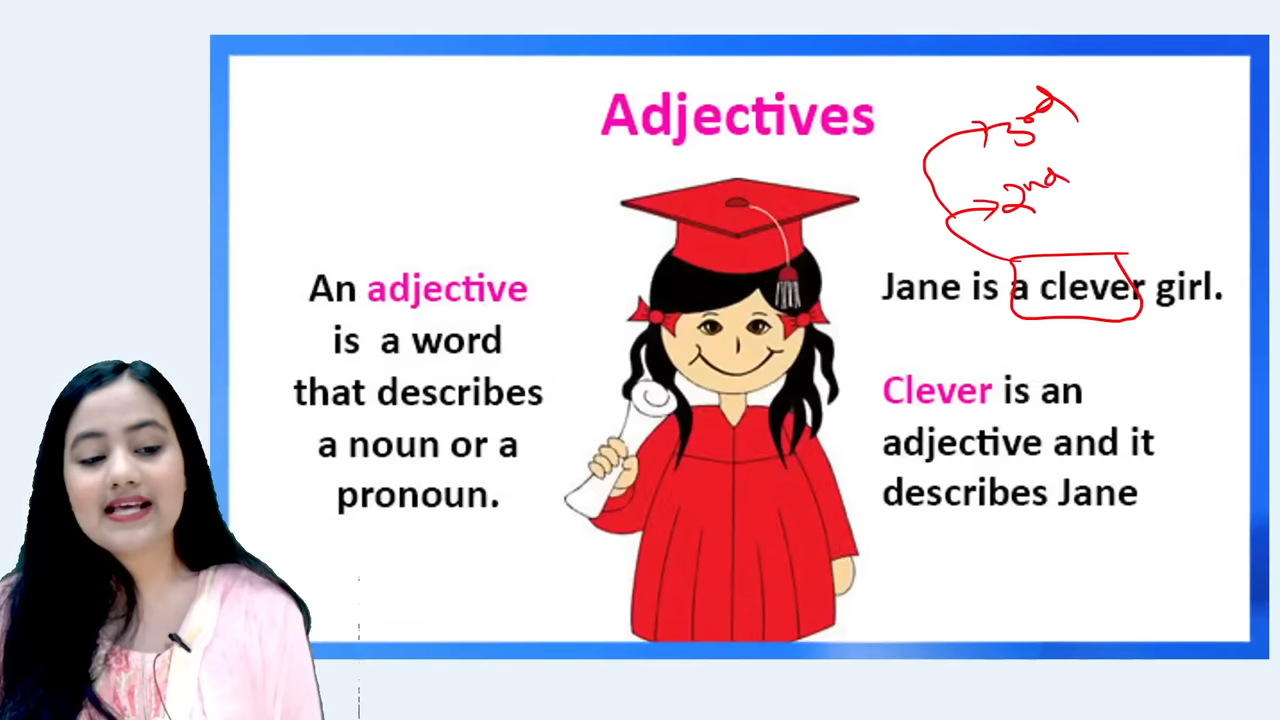 Adjectives
3rd
2nd
An adjective
is a word
that describes
a noun or a
pronoun.
Jane is a clever girl.
Clever is an
adjective and it
describes Jane